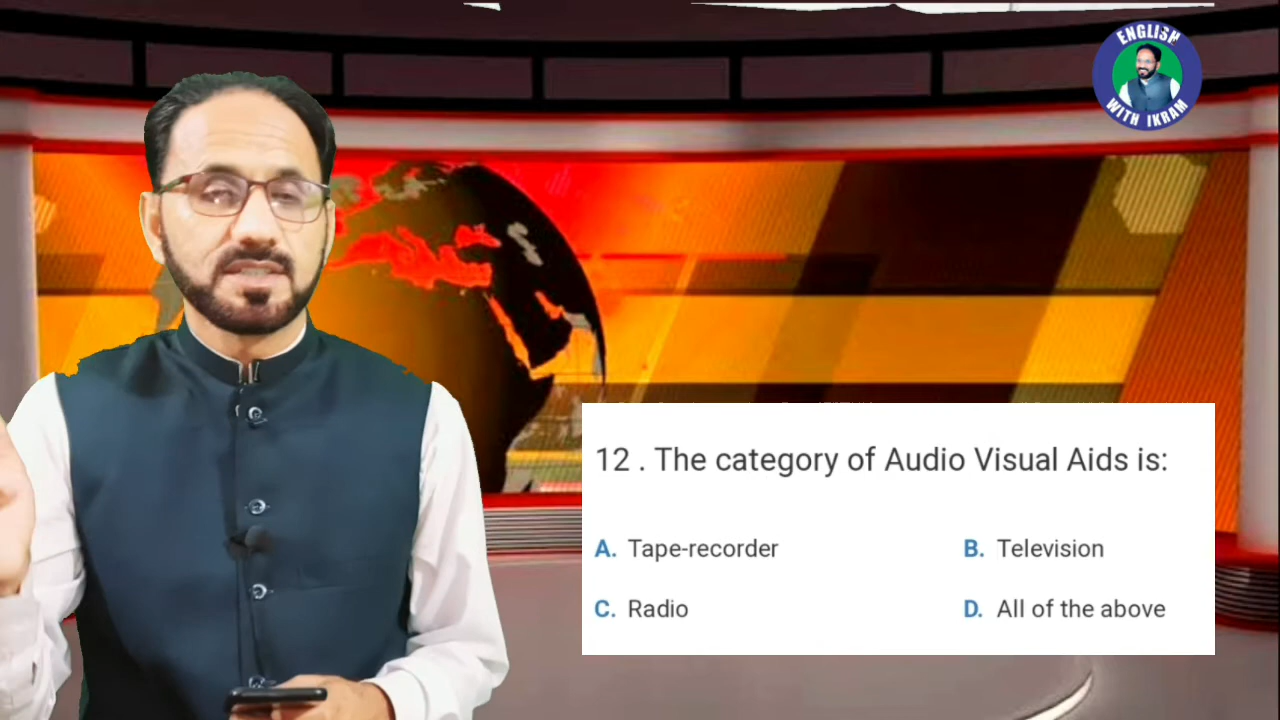 ENGLISH
WITH IKRAM
12 . The category of Audio Visual Aids is:
A. Tape-recorder
B. Television
C. Radio
D. All of the above